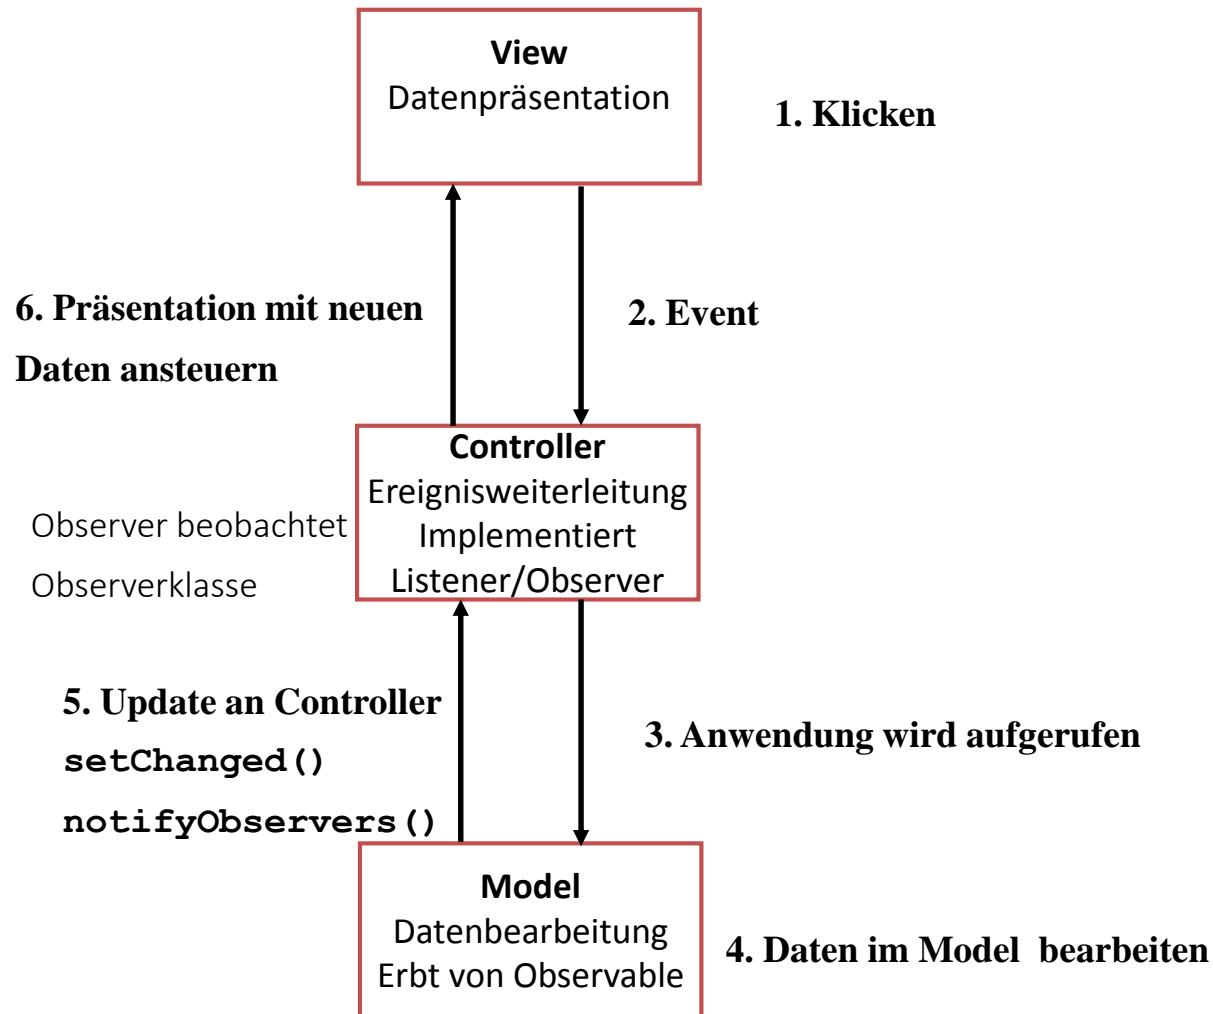 View
Datenpräsentation
1. Klicken
6. Präsentation mit neuen
Daten ansteuern
2. Event
Controller
Ereignisweiterleitung
Implementiert
Listener/Observer
Observer beobachtet
Observerklasse
5. Update an Controller
setChanged()
notifyObservers()
3. Anwendung wird aufgerufen
Model
Datenbearbeitung
Erbt von Observable
4. Daten im Model bearbeiten